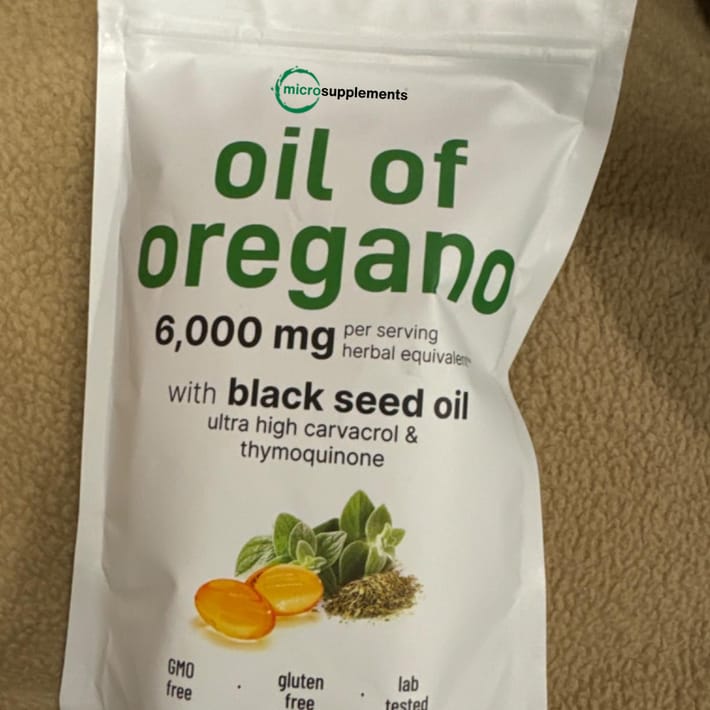 microsupplements
oil of
oregano
6,000 mg per serving
herbal equivalent
with black seed oil
ultra high carvacrol &
thymoquinone
GMO
free
·
gluten
free
·
lab
tested